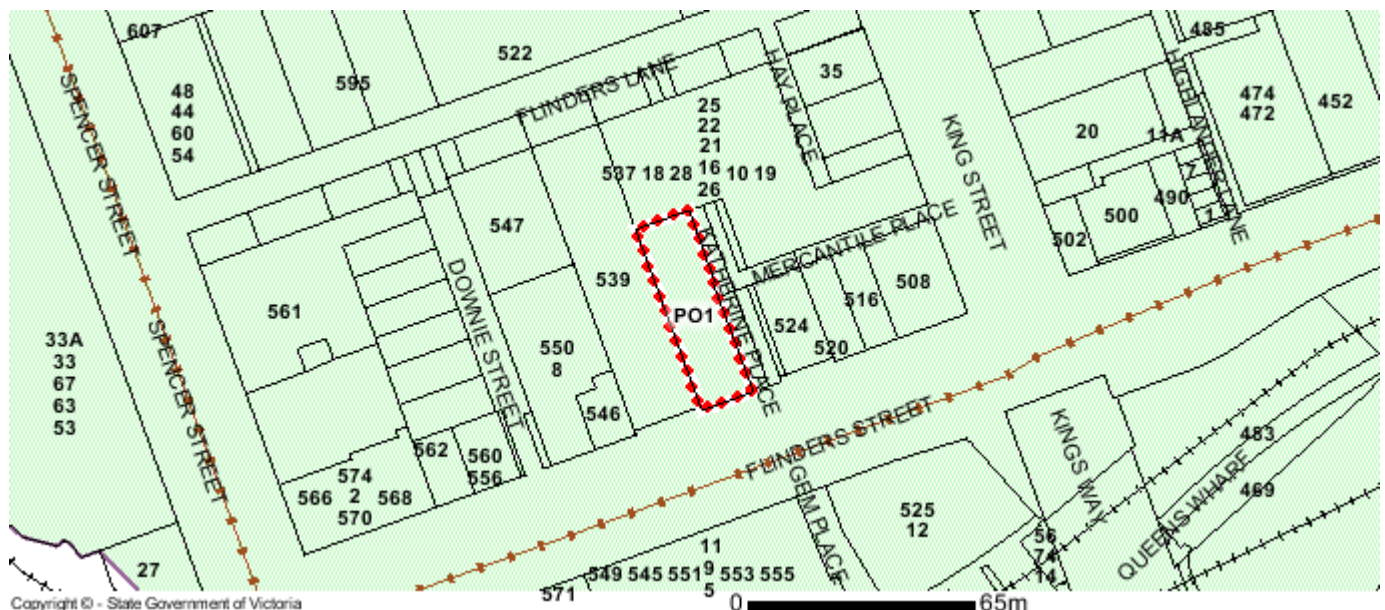 607
522
485
SPENCER STREET
48
44
60
54
595
FLINDERS LANE
HAY PLACE
35
HIGHLANDER LANE
474
472
452
25
22
21
16
26
537 18 28
10 19
KING STREET
20
11A
7
1
547
500
490
502
539
KATHERINE PLACE
MERCANTILE PLACE
508
516
561
DOWNIE STREET
PO1
524
520
33A
33
67
63
53
SPENCER STREET
550
8
546
562
560
556
574
2
570
566
568
FLINDERS STREET
KINGS WAY
483
469
QUEENS WHARF
GEM PLACE
525
12
56
74
14
27
11
9
5
549 545 551 553 555
571
Copyright © - State Government of Victoria
0 65m